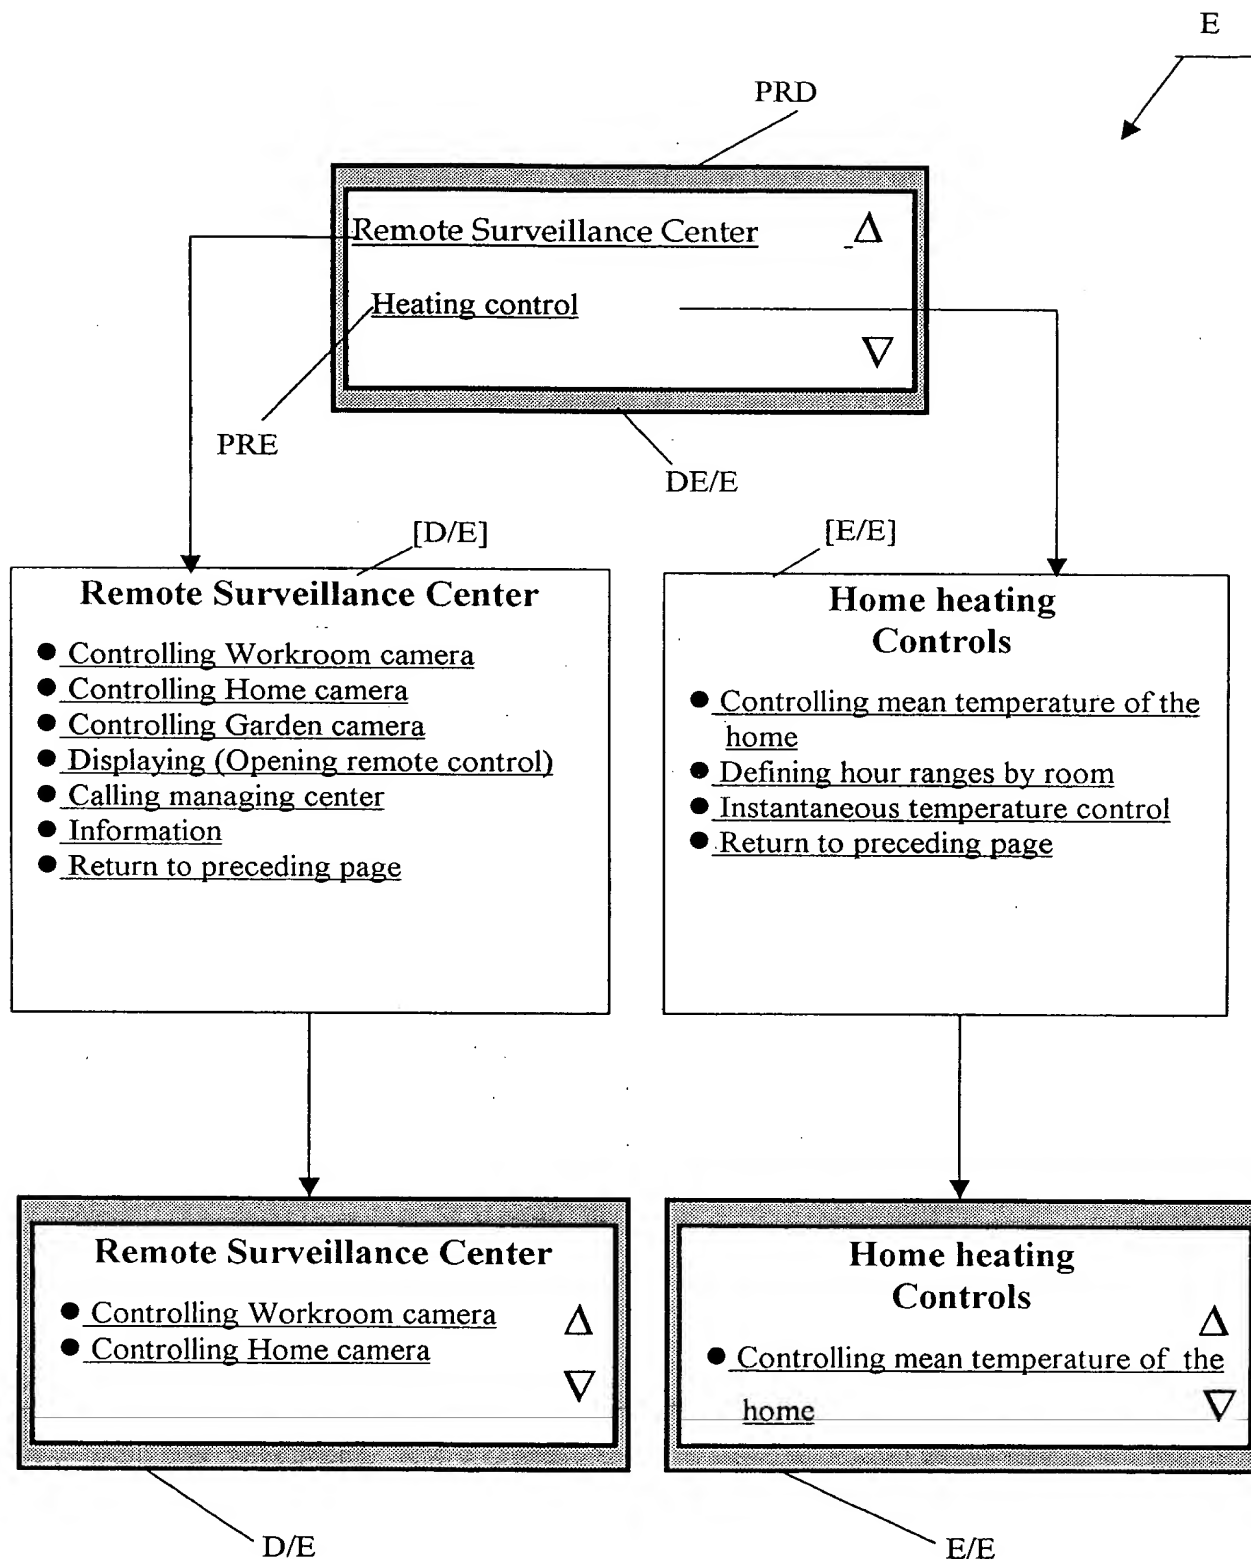 E
PRD
Remote Surveillance Center Δ
Heating control
∇
PRE
DE/E
[D/E]
[E/E]
Remote Surveillance Center
● Controlling Workroom camera
● Controlling Home camera
● Controlling Garden camera
● Displaying (Opening remote control)
● Calling managing center
● Information
● Return to preceding page
Home heating
Controls
● Controlling mean temperature of the
home
● Defining hour ranges by room
● Instantaneous temperature control
● Return to preceding page
Remote Surveillance Center
● Controlling Workroom camera Δ
● Controlling Home camera
∇
Home heating
Controls
Δ
● Controlling mean temperature of the
home ∇
D/E
E/E